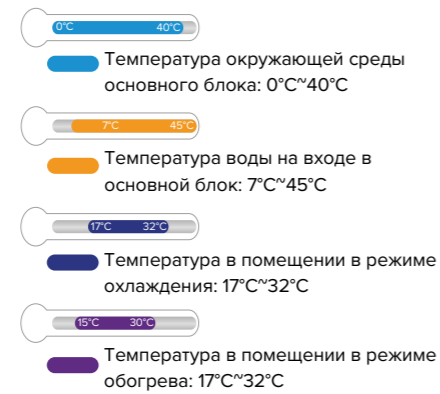 0°C 40°C
Температура окружающей среды
основного блока: 0°C~40°C
7°C 45°C
Температура воды на входе в
основной блок: 7°C~45°C
17°C 32°C
Температура в помещении в режиме
охлаждения: 17°C~32°C
15°C 30°C
Температура в помещении в режиме
обогрева: 17°C~32°C